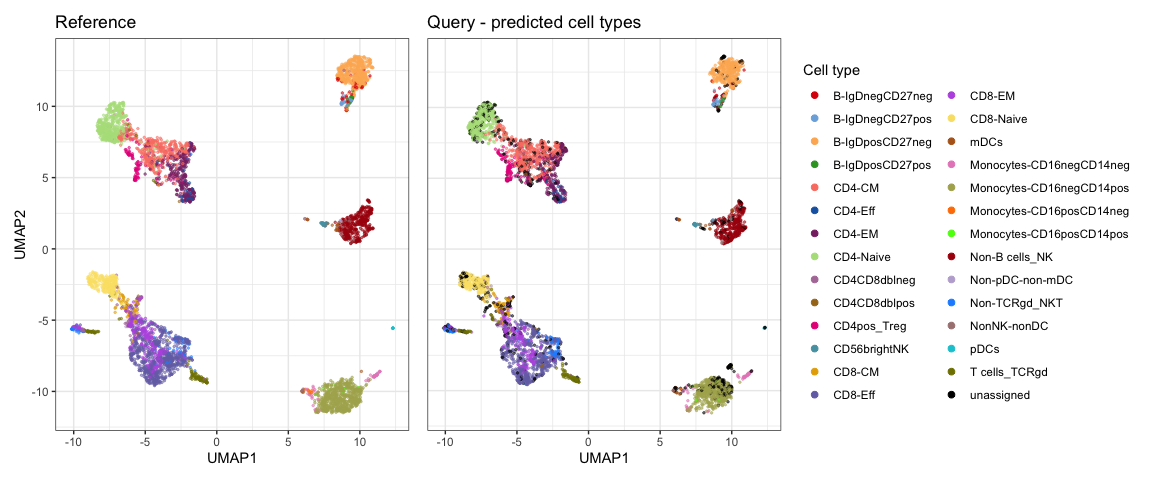 Reference
Query - predicted cell types
UMAP2
10
5
0
-5
-10
-10
-5
0
5
10
-10
-5
0
5
10
UMAP1
UMAP1
Cell type
B-IgDnegCD27neg
B-IgDnegCD27pos
B-IgDposCD27neg
B-IgDposCD27pos
CD4-CM
CD4-Eff
CD4-EM
CD4-Naive
CD4CD8dblneg
CD4CD8dblpos
CD4pos_Treg
CD56brightNK
CD8-CM
CD8-Eff
CD8-EM
CD8-Naive
mDCs
Monocytes-CD16negCD14neg
Monocytes-CD16negCD14pos
Monocytes-CD16posCD14neg
Monocytes-CD16posCD14pos
Non-B cells_NK
Non-pDC-non-mDC
Non-TCRgd_NKT
NonNK-nonDC
pDCs
T cells_TCRgd
unassigned